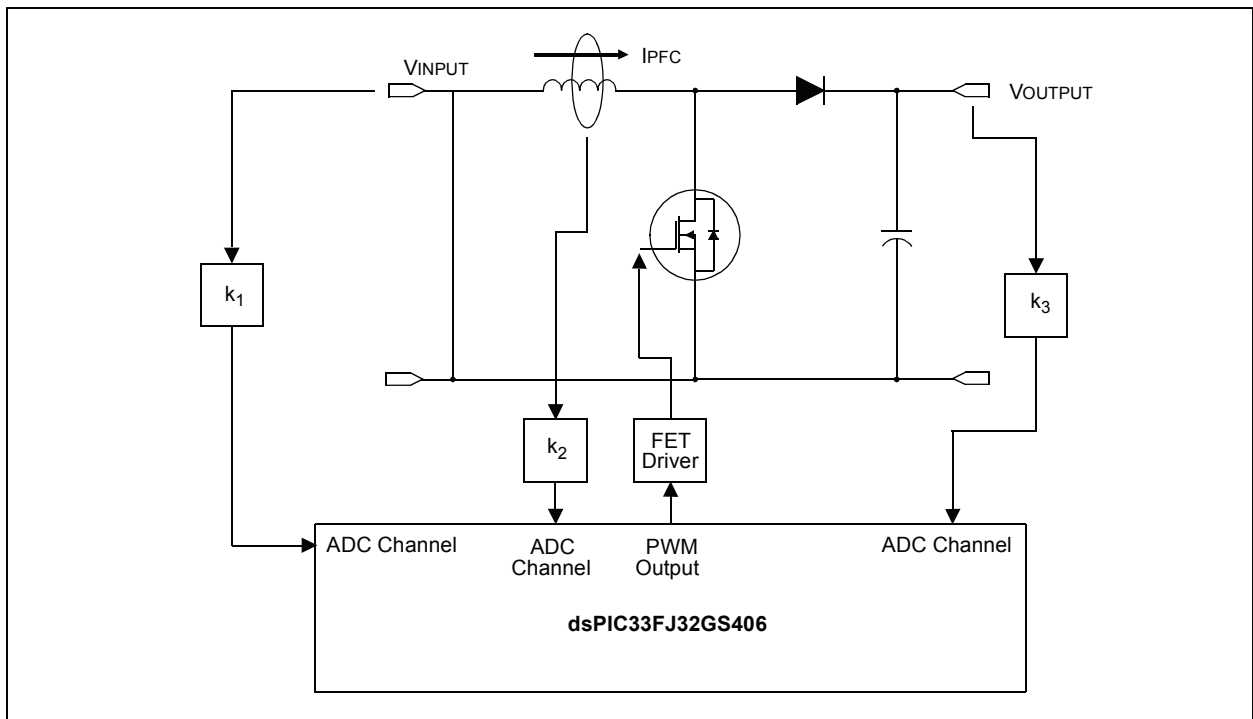 IPFC
VINPUT
VOUTPUT
k1
k3
k2
FET
Driver
ADC Channel
ADC
Channel
PWM
Output
ADC Channel
dsPIC33FJ32GS406